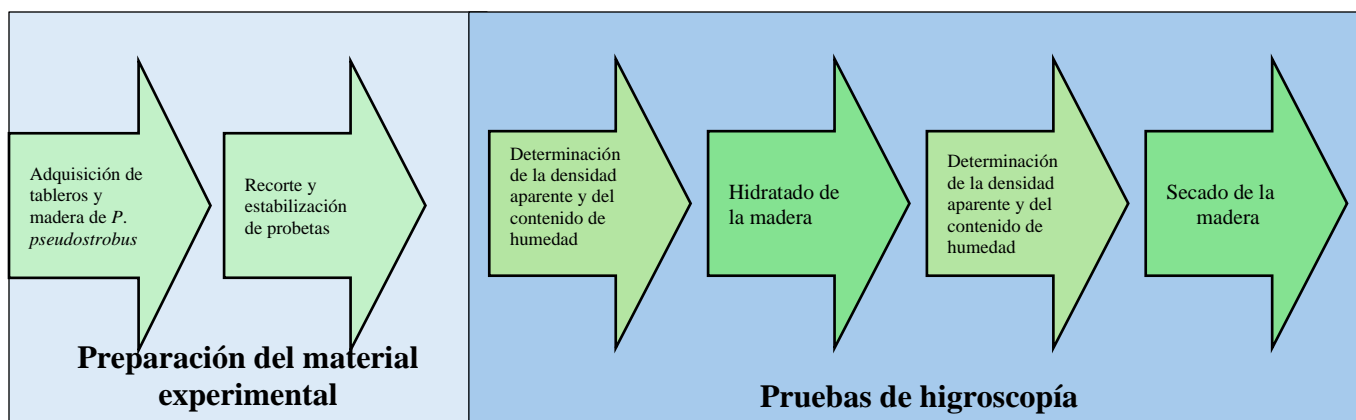 Adquisición de
tableros y
madera de P.
pseudostrobus
Recorte y
estabilización
de probetas
Preparación del material
experimental
Determinación
de la densidad
aparente y del
contenido de
humedad
Hidratado de
la madera
Determinación
de la densidad
aparente y del
contenido de
humedad
Secado de la
madera
Pruebas de higroscopía